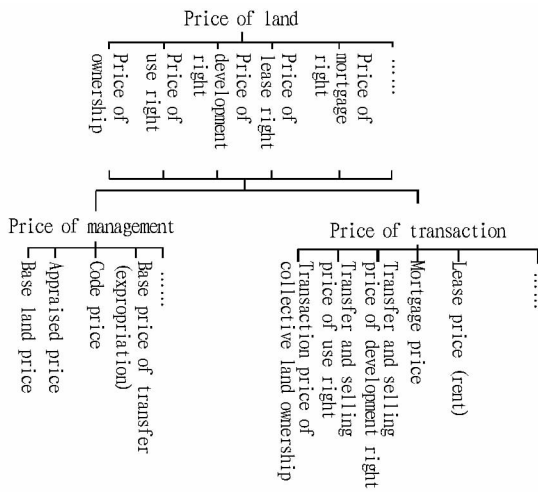 Price of land
Price of
ownership
Price of
use right
Price of
development
right
Price of
lease right
Price of
mortgage
right
……
Price of management
Price of transaction
Base land price
Appraised price
Code price
Base price of transfer
(expropriation)
……
Transaction price of
collective land ownership
Transfer and selling
price of use right
Transfer and selling
price of development right
Mortgage price
Lease price (rent)
……